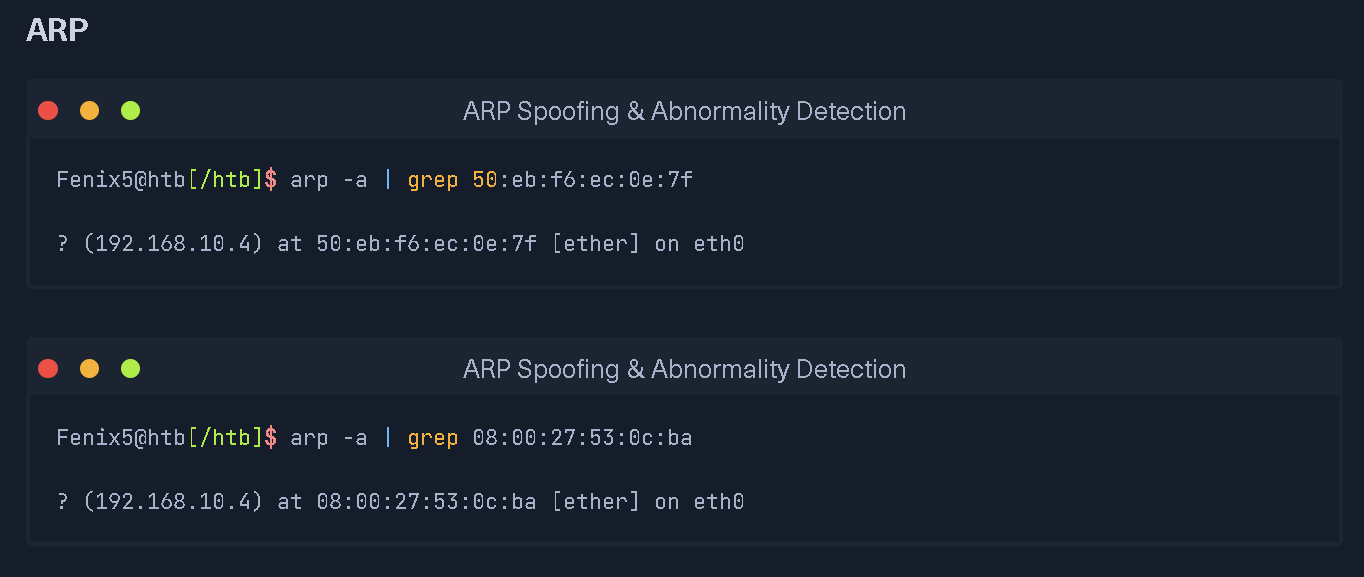 ARP
ARP Spoofing & Abnormality Detection
Fenix5@htb[/htb]$ arp -a | grep 50:eb:f6:ec:0e:7f
? (192.168.10.4) at 50:eb:f6:ec:0e:7f [ether] on eth0
ARP Spoofing & Abnormality Detection
Fenix5@htb[/htb]$ arp -a | grep 08:00:27:53:0c:ba
? (192.168.10.4) at 08:00:27:53:0c:ba [ether] on eth0